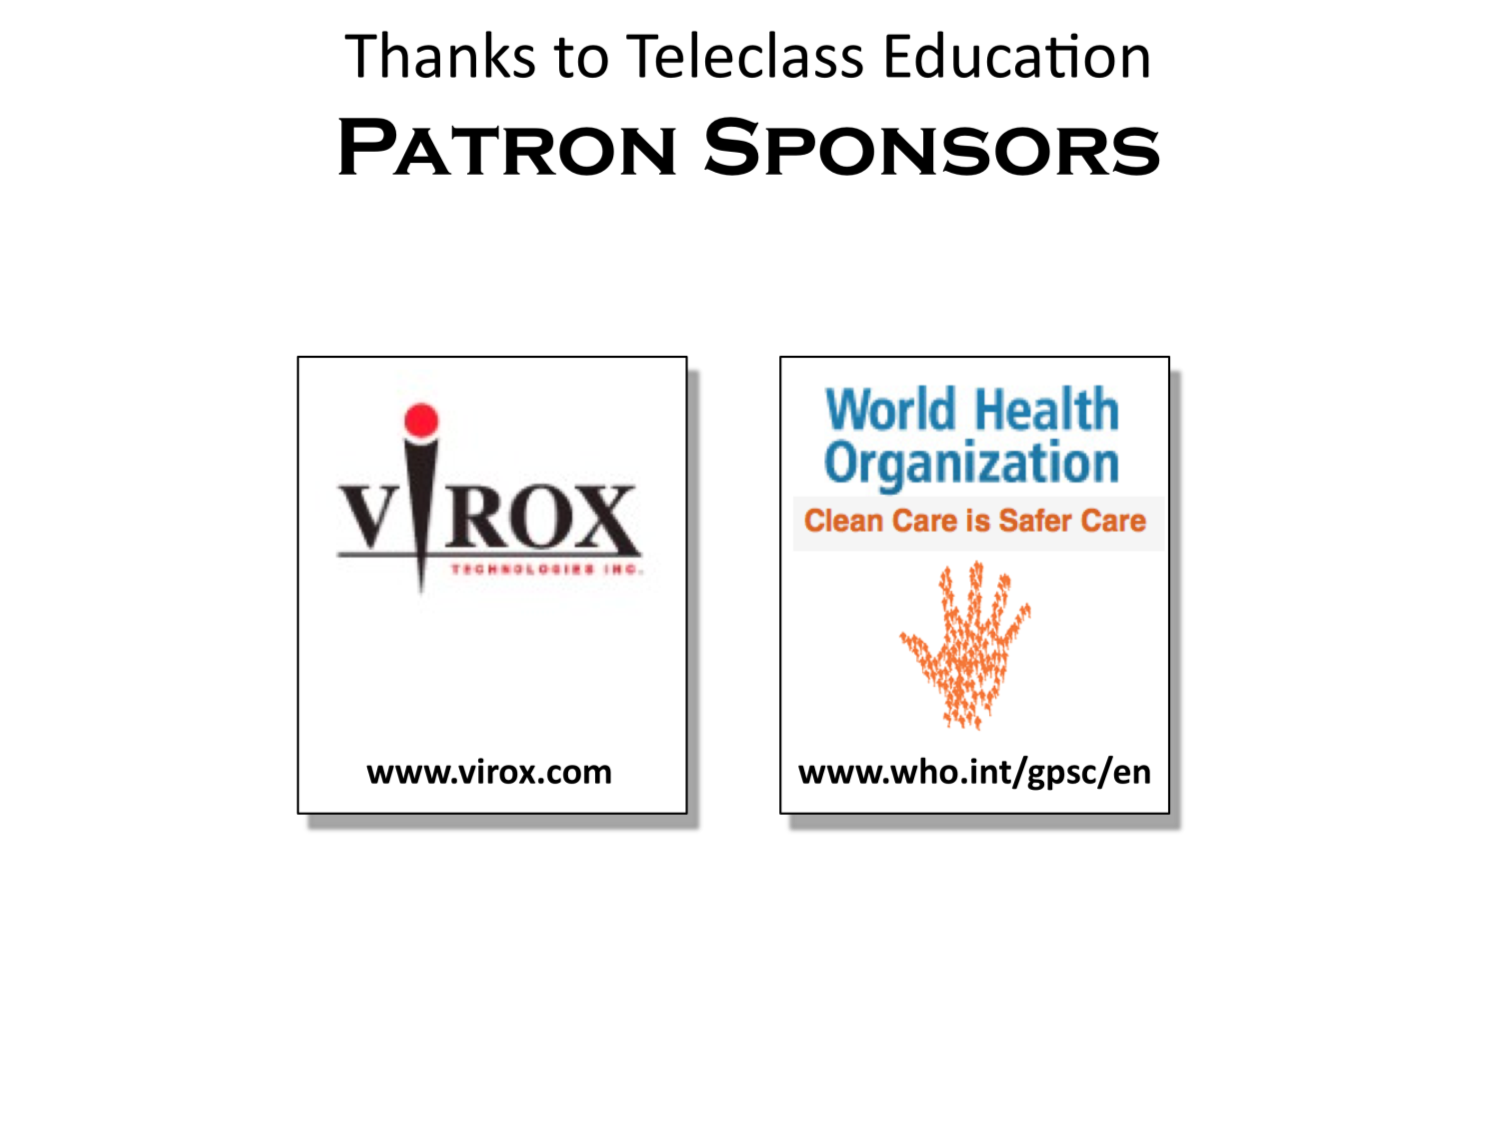 Thanks to Teleclass Education
PATRON SPONSORS
VIROX
TECHNOLOGIES INC.
www.virox.com
World Health
Organization
Clean Care is Safer Care
www.who.int/gpsc/en